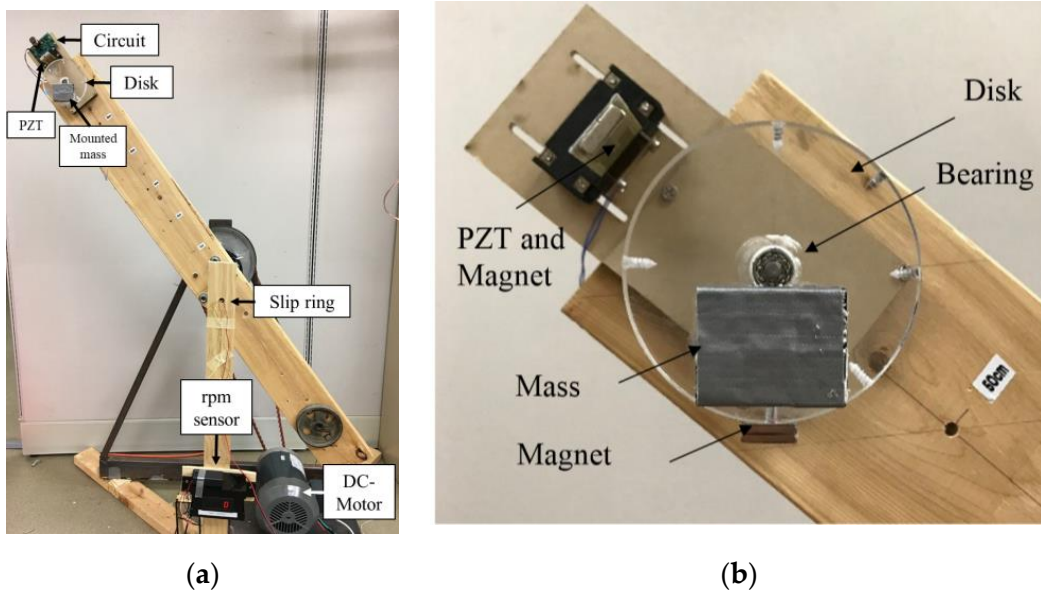 Circuit
Disk
PZT
Mounted
mass
Slip ring
rpm
sensor
DC-
Motor
0
(a)
Disk
Bearing
PZT and
Magnet
Mass
Magnet
50cm
(b)